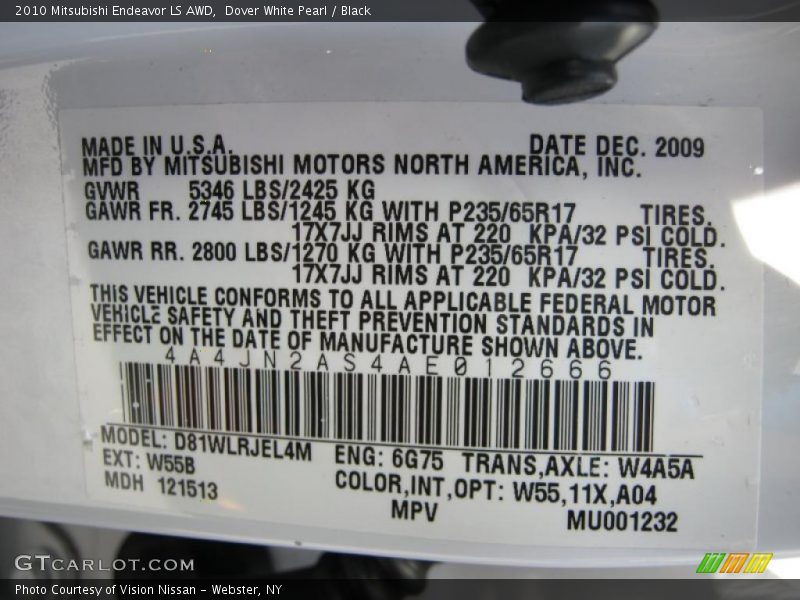 2010 Mitsubishi Endeavor LS AWD,  Dover White Pearl / Black
MADE IN U.S.A. DATE DEC. 2009
MFD BY MITSUBISHI MOTORS NORTH AMERICA, INC.
GVWR 5346 LBS/2425 KG
GAWR FR. 2745 LBS/1245 KG WITH P235/65R17 TIRES.
17X7JJ RIMS AT 220 KPA/32 PSI COLD.
GAWR RR. 2800 LBS/1270 KG WITH P235/65R17 TIRES.
17X7JJ RIMS AT 220 KPA/32 PSI COLD.
THIS VEHICLE CONFORMS TO ALL APPLICABLE FEDERAL MOTOR
VEHICLE SAFETY AND THEFT PREVENTION STANDARDS IN
EFFECT ON THE DATE OF MANUFACTURE SHOWN ABOVE.
4A4JN2AS4AE012666
MODEL: D81WLRJEL4M ENG: 6G75 TRANS,AXLE: W4A5A
EXT: W55B COLOR,INT,OPT: W55,11X,A04
MDH 121513 MPV MU001232
GTCARLOT.COM
Photo Courtesy of Vision Nissan - Webster, NY